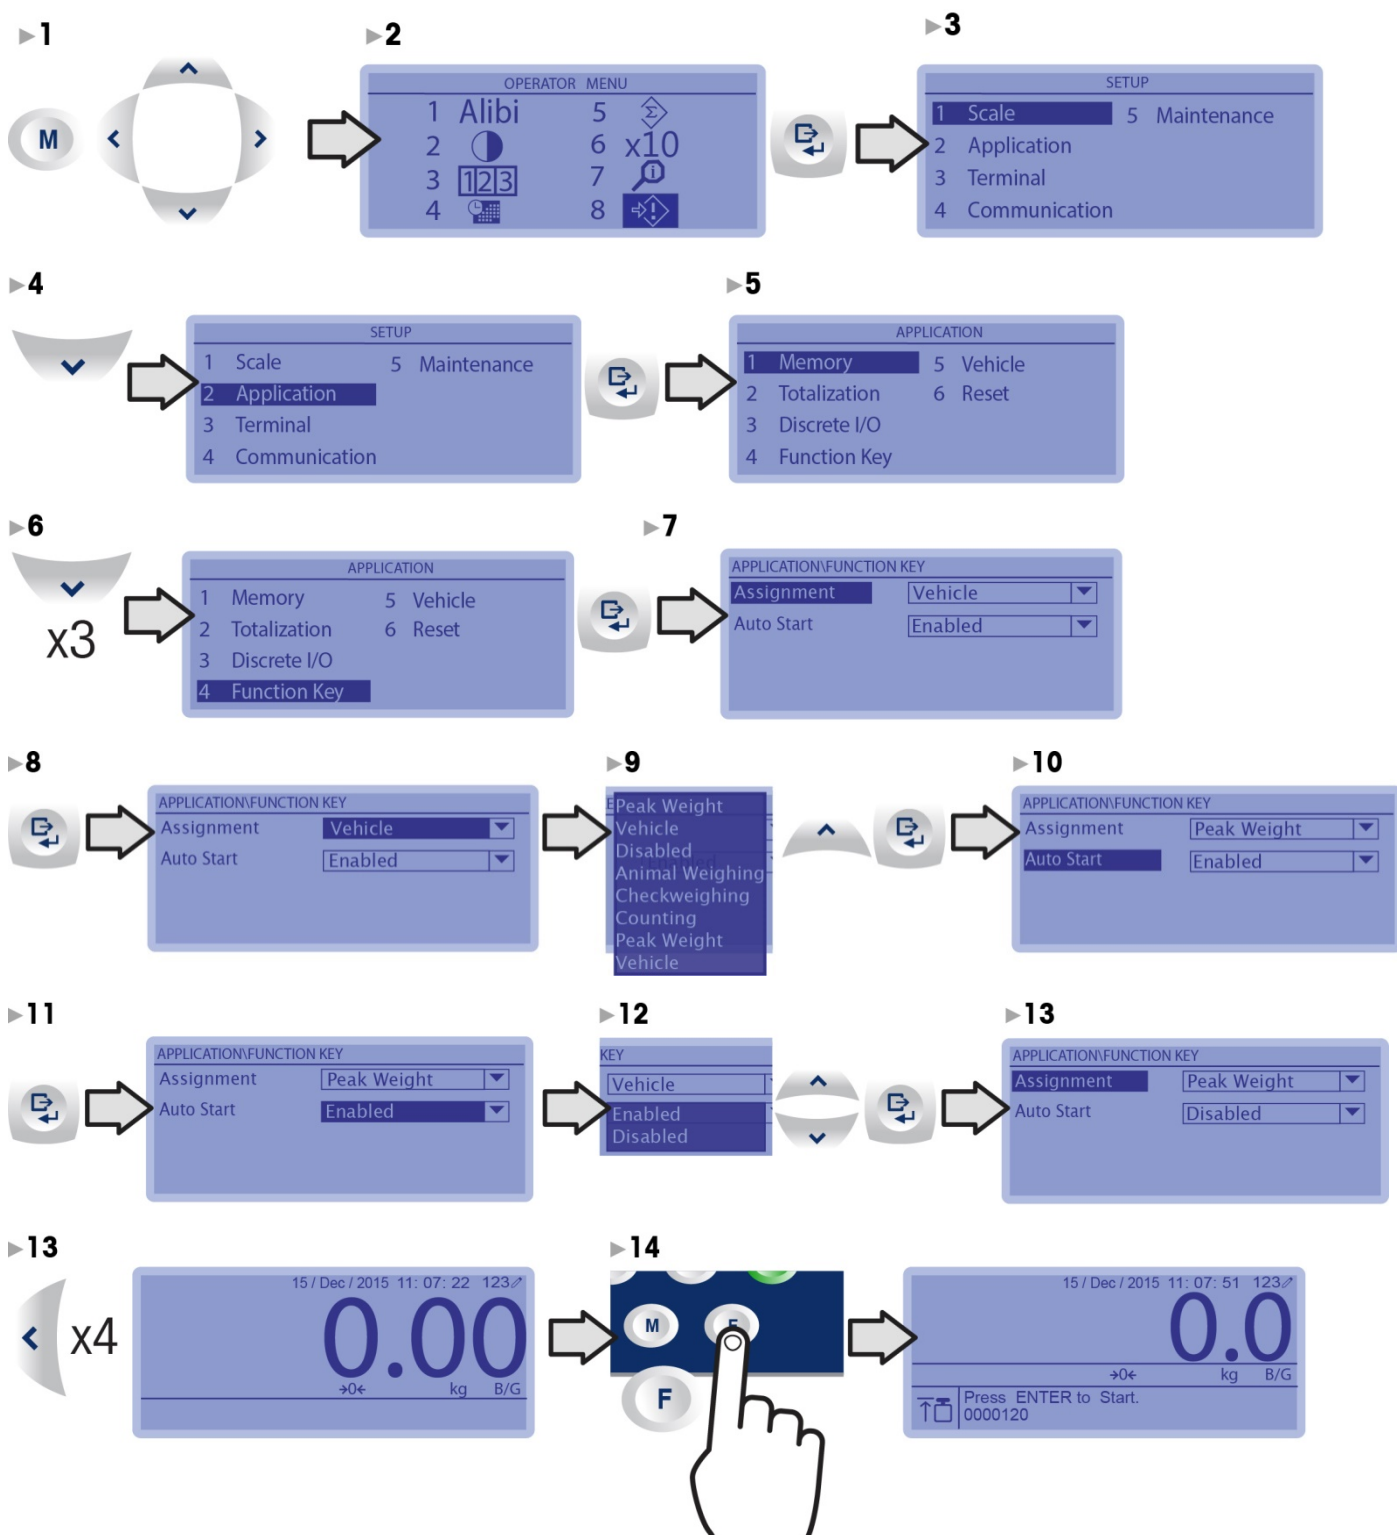 1
2
3
M
OPERATOR MENU
1 Alibi 5 Σ
2 6 x10
3 123 7 i
4 8 !
SETUP
1 Scale 5 Maintenance
2 Application
3 Terminal
4 Communication
4
5
SETUP
1 Scale 5 Maintenance
2 Application
3 Terminal
4 Communication
APPLICATION
1 Memory 5 Vehicle
2 Totalization 6 Reset
3 Discrete I/O
4 Function Key
6
7
x3
APPLICATION
1 Memory 5 Vehicle
2 Totalization 6 Reset
3 Discrete I/O
4 Function Key
APPLICATION\FUNCTION KEY
Assignment Vehicle
Auto Start Enabled
8
9
10
APPLICATION\FUNCTION KEY
Assignment Vehicle
Auto Start Enabled
Peak Weight
Vehicle
Disabled
Animal Weighing
Checkweighing
Counting
Peak Weight
Vehicle
APPLICATION\FUNCTION KEY
Assignment Peak Weight
Auto Start Enabled
11
12
13
APPLICATION\FUNCTION KEY
Assignment Peak Weight
Auto Start Enabled
KEY
Vehicle
Enabled
Disabled
APPLICATION\FUNCTION KEY
Assignment Peak Weight
Auto Start Disabled
13
14
x4
15 / Dec / 2015 11: 07: 22 123
0.00
→0← kg B/G
M F
F
15 / Dec / 2015 11: 07: 51 123
0.0
→0← kg B/G
Press ENTER to Start.
0000120